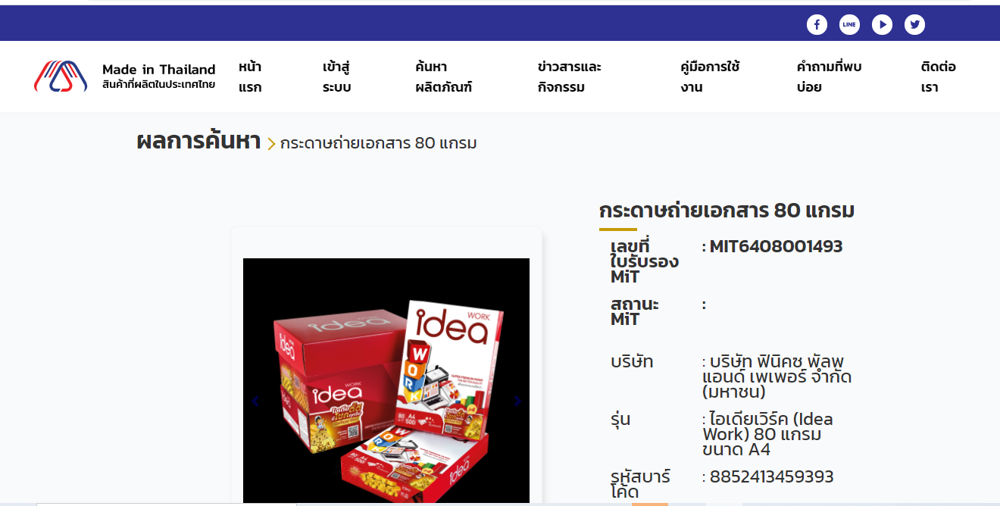 LINE
Made in Thailand
สินค้าที่ผลิตในประเทศไทย
หน้า
แรก
เข้าสู่
ระบบ
ค้นหา
ผลิตภัณฑ์
ข่าวสารและ
กิจกรรม
คู่มือการใช้
งาน
คำถามที่พบ
บ่อย
ติดต่อ
เรา
ผลการค้นหา
กระดาษถ่ายเอกสาร 80 แกรม
กระดาษถ่ายเอกสาร 80 แกรม
เลขที่
ใบรับรอง
MiT
: MIT6408001493
สถานะ
MiT
:
บริษัท
: บริษัท ฟินิคซ พัลพ
แอนด์ เพเพอร์ จำกัด
(มหาชน)
รุ่น
: ไอเดียเวิร์ค (Idea
Work) 80 แกรม
ขนาด A4
รหัสบาร์
โค้ด
: 8852413459393
WORK
idea
idea
WORK
idea
WORK
idea
WORK
80 A4
500
WORK
80 A4
500
idea